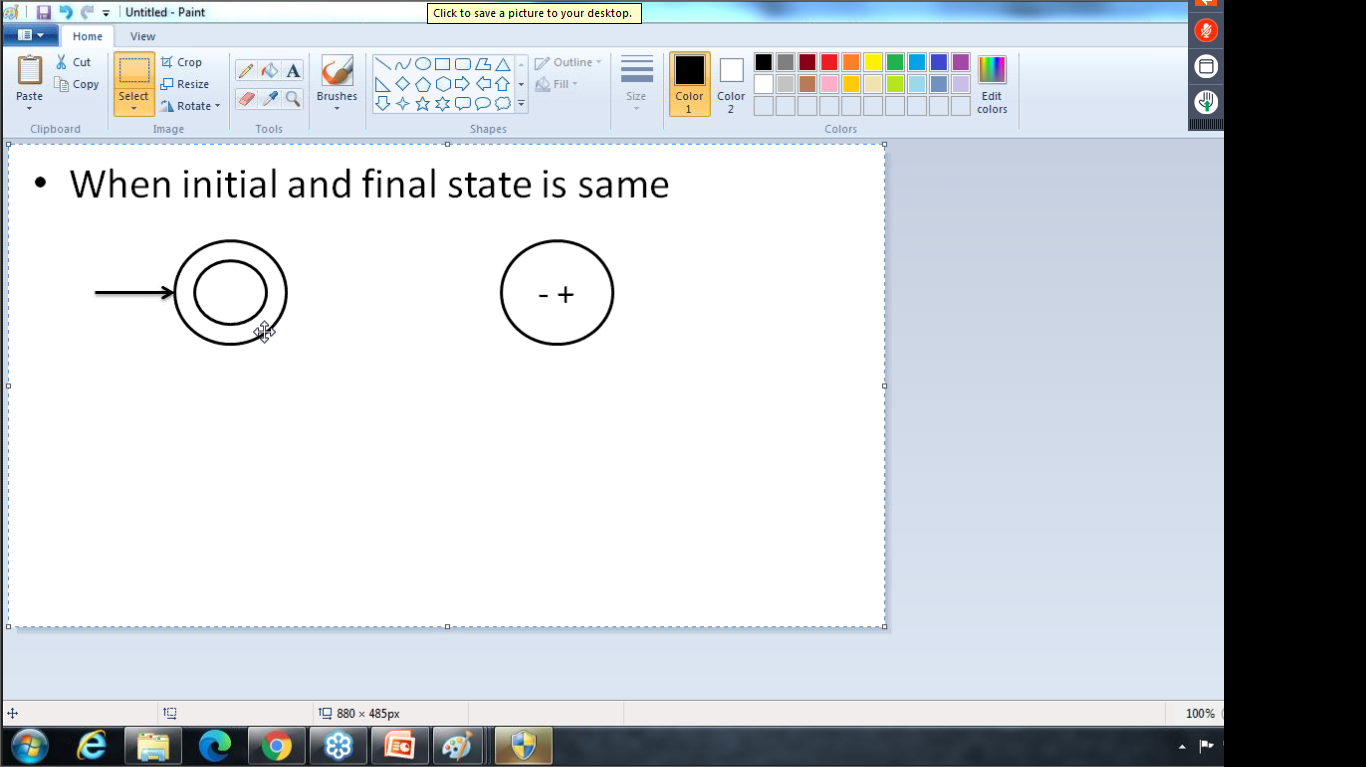 Untitled - Paint
Click to save a picture to your desktop.
Home View
Paste
Cut
Copy
Clipboard
Select
Crop
Resize
Rotate
Image
A
Tools
Brushes
Outline
Fill
Shapes
Size
Color 1
Color 2
Edit colors
Colors
• When initial and final state is same
- +
880 × 485px
100%